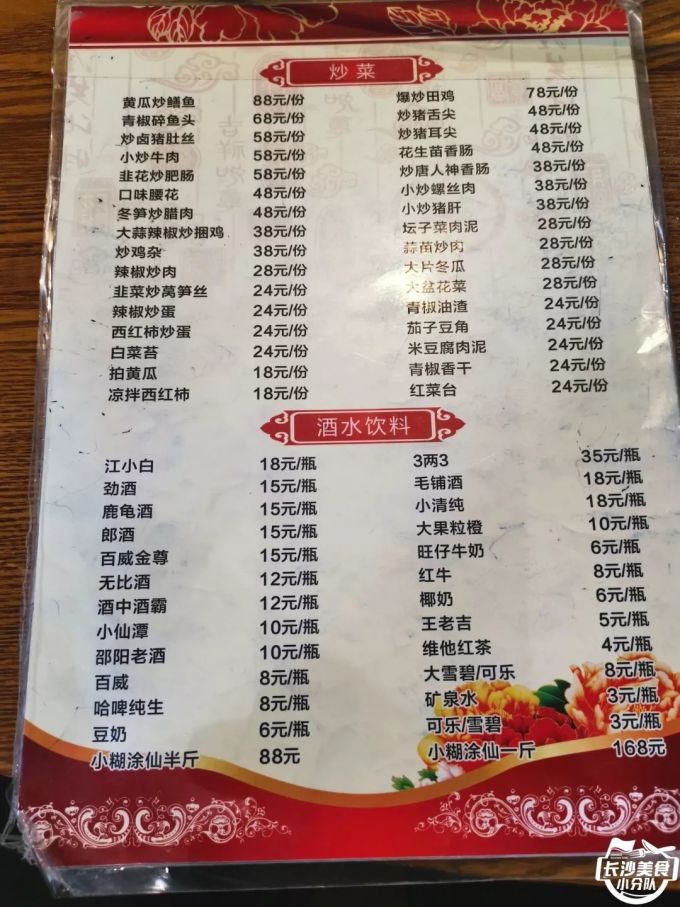 炒菜
黄瓜炒鳝鱼 88元/份
青椒碎鱼头 68元/份
炒卤猪肚丝 58元/份
小炒牛肉 58元/份
韭花炒肥肠 58元/份
口味腰花 48元/份
冬笋炒腊肉 48元/份
大蒜辣椒炒捆鸡 38元/份
炒鸡杂 38元/份
辣椒炒肉 28元/份
韭菜炒莴笋丝 24元/份
辣椒炒蛋 24元/份
西红柿炒蛋 24元/份
白菜苔 24元/份
拍黄瓜 18元/份
凉拌西红柿 18元/份
爆炒田鸡 78元/份
炒猪舌尖 48元/份
炒猪耳尖 48元/份
花生苗香肠 48元/份
炒唐人神香肠 38元/份
小炒螺丝肉 38元/份
小炒猪肝 38元/份
坛子菜肉泥 28元/份
蒜苗炒肉 28元/份
大片冬瓜 28元/份
大盆花菜 28元/份
青椒油渣 24元/份
茄子豆角 24元/份
米豆腐肉泥 24元/份
青椒香干 24元/份
红菜台 24元/份
酒水饮料
江小白 18元/瓶
劲酒 15元/瓶
鹿龟酒 15元/瓶
郎酒 15元/瓶
百威金尊 15元/瓶
无比酒 12元/瓶
酒中酒霸 12元/瓶
小仙潭 10元/瓶
邵阳老酒 10元/瓶
百威 8元/瓶
哈啤纯生 8元/瓶
豆奶 6元/瓶
小糊涂仙半斤 88元
3两3 35元/瓶
毛铺酒 18元/瓶
小清纯 18元/瓶
大果粒橙 10元/瓶
旺仔牛奶 6元/瓶
红牛 8元/瓶
椰奶 6元/瓶
王老吉 5元/瓶
维他红茶 4元/瓶
大雪碧/可乐 8元/瓶
矿泉水 3元/瓶
可乐/雪碧 3元/瓶
小糊涂仙一斤 168元
长沙美食
小分队